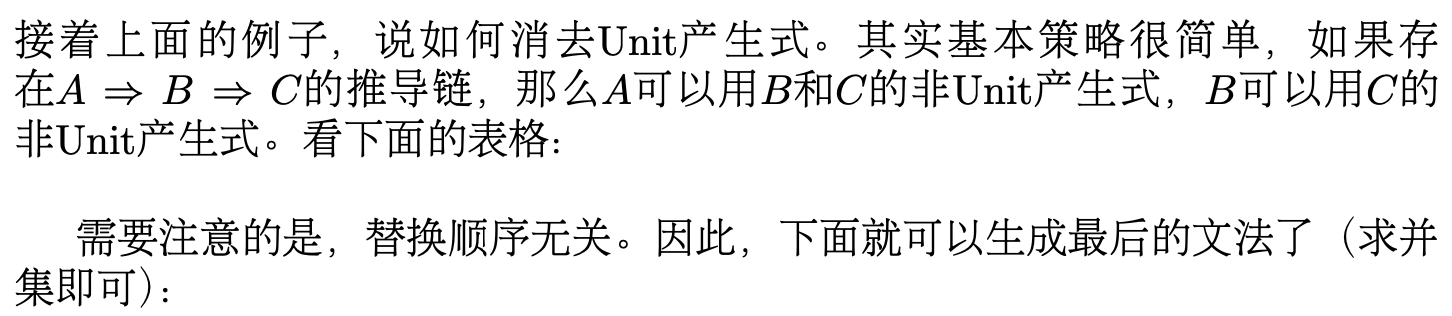 接着上面的例子，说如何消去Unit产生式。其实基本策略很简单，如果存
在A ⇒ B ⇒ C的推导链，那么A可以用B和C的非Unit产生式，B可以用C的
非Unit产生式。看下面的表格：
需要注意的是，替换顺序无关。因此，下面就可以生成最后的文法了（求并
集即可）：